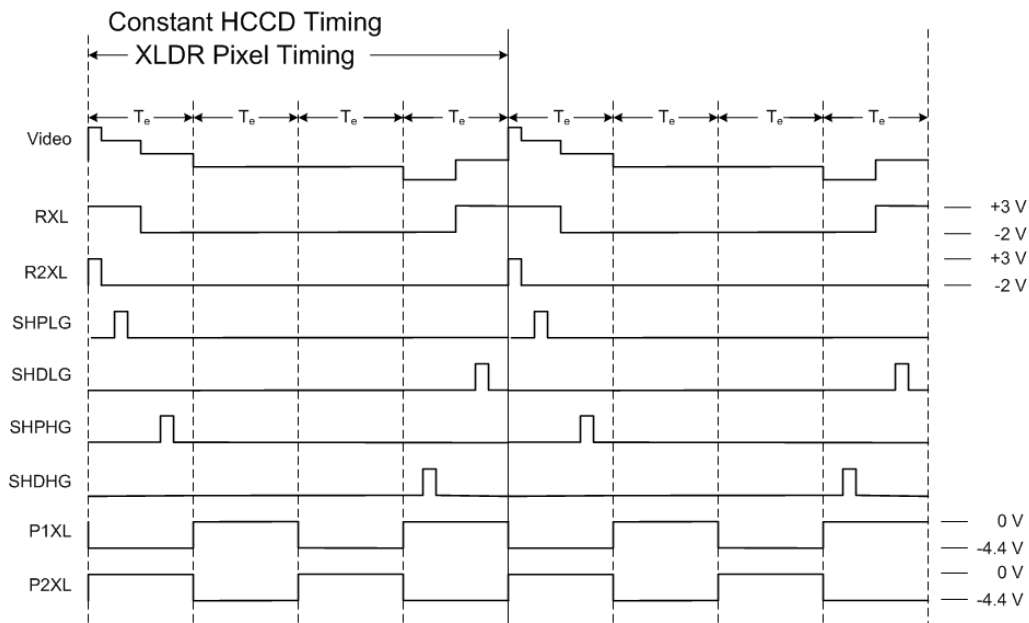 Constant HCCD Timing
XLDR Pixel Timing
Te Te Te Te Te Te Te Te
Video
RXL
+3 V
-2 V
R2XL
+3 V
-2 V
SHPLG
SHDLG
SHPHG
SHDHG
P1XL
0 V
-4.4 V
P2XL
0 V
-4.4 V